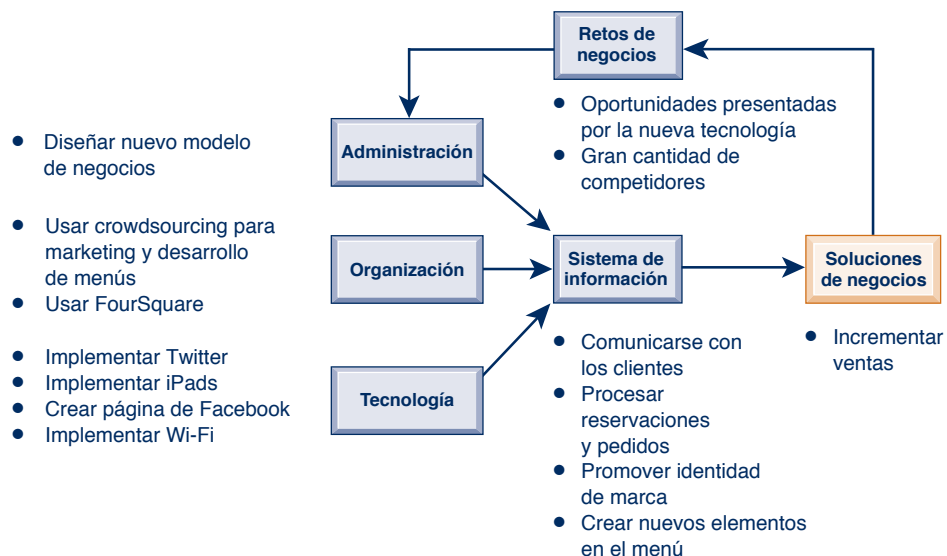 Retos de
negocios
● Oportunidades presentadas
por la nueva tecnología
● Gran cantidad de
competidores
● Diseñar nuevo modelo
de negocios
Administración
● Usar crowdsourcing para
marketing y desarrollo
de menús
● Usar FourSquare
Organización
Sistema de
información
Soluciones
de negocios
● Implementar Twitter
● Implementar iPads
● Crear página de Facebook
● Implementar Wi-Fi
Tecnología
● Comunicarse con
los clientes
● Procesar
reservaciones
y pedidos
● Promover identidad
de marca
● Crear nuevos elementos
en el menú
● Incrementar
ventas